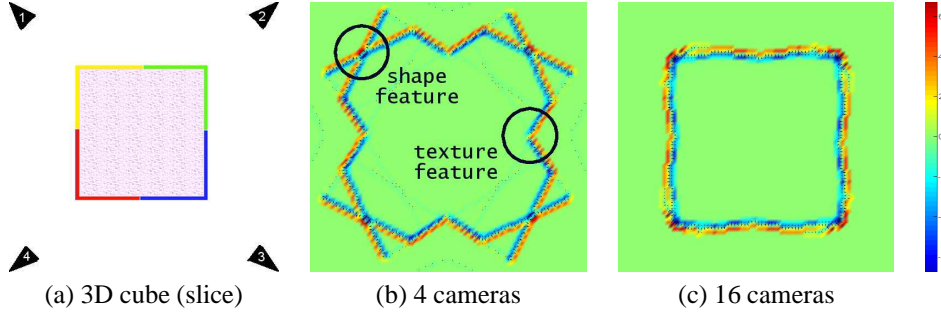 1
2
shape
feature
texture
feature
4
3
(a) 3D cube (slice)
(b) 4 cameras
(c) 16 cameras